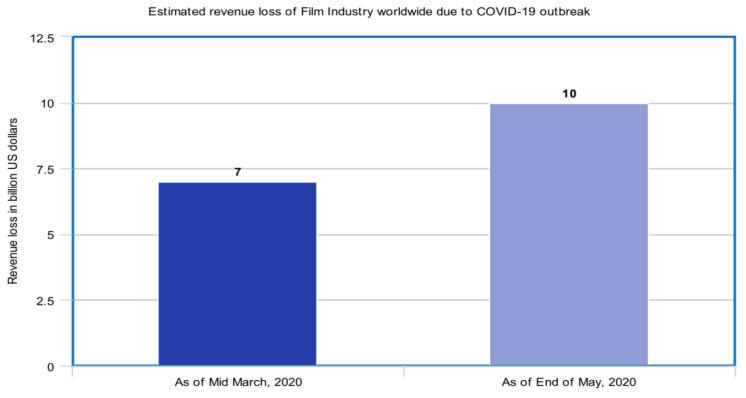 Estimated revenue loss of Film Industry worldwide due to COVID-19 outbreak
Revenue loss in billion US dollars
12.5
10
7.5
5
2.5
0
7
10
As of Mid March, 2020
As of End of May, 2020